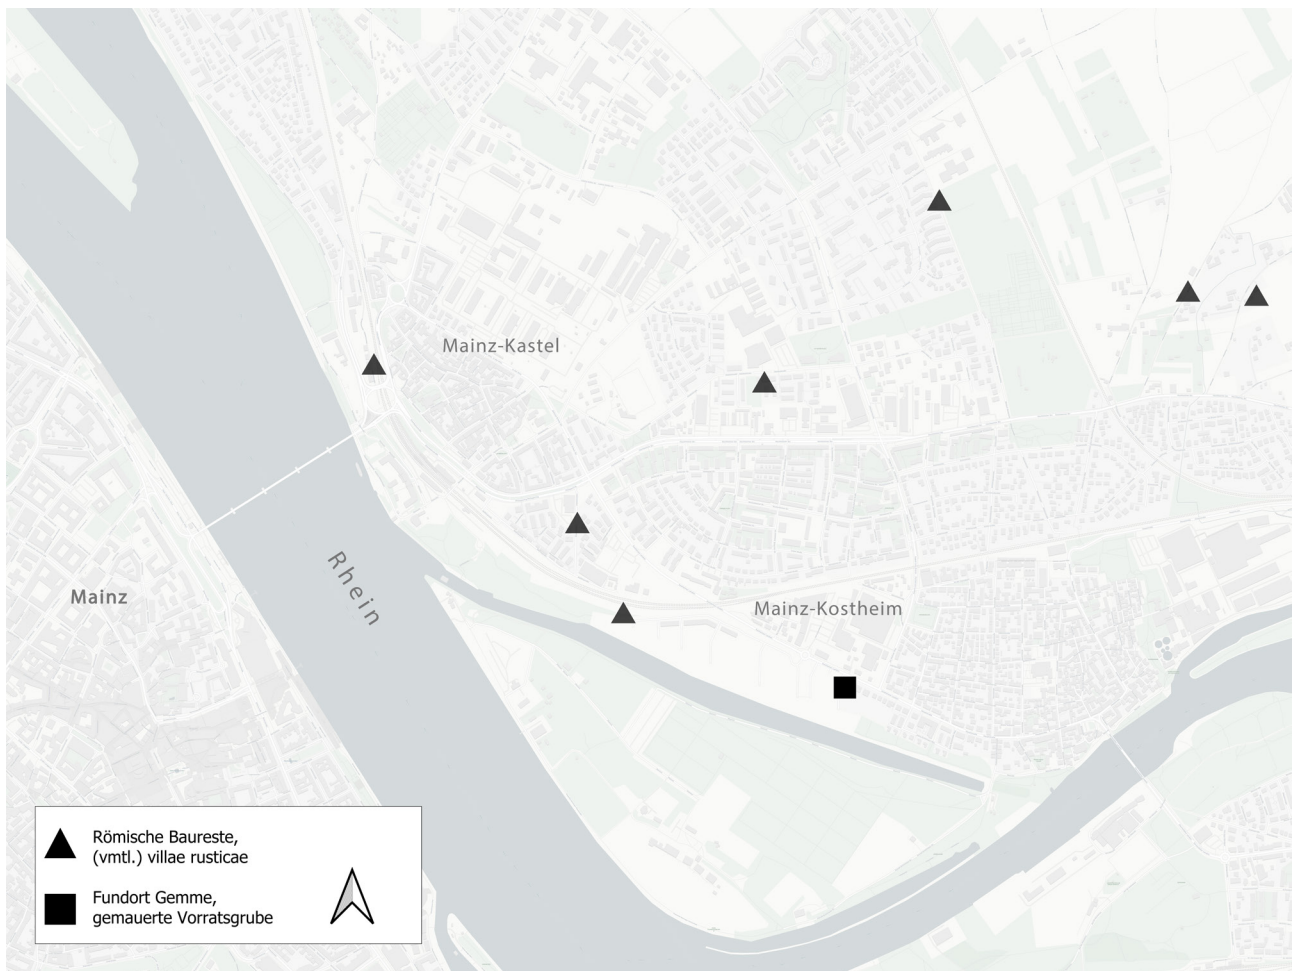 Mainz-Kastel
Rhein
Mainz
Mainz-Kostheim
Römische Baureste,
(vmtl.) villae rusticae
Fundort Gemme,
gemauerte Vorratsgrube